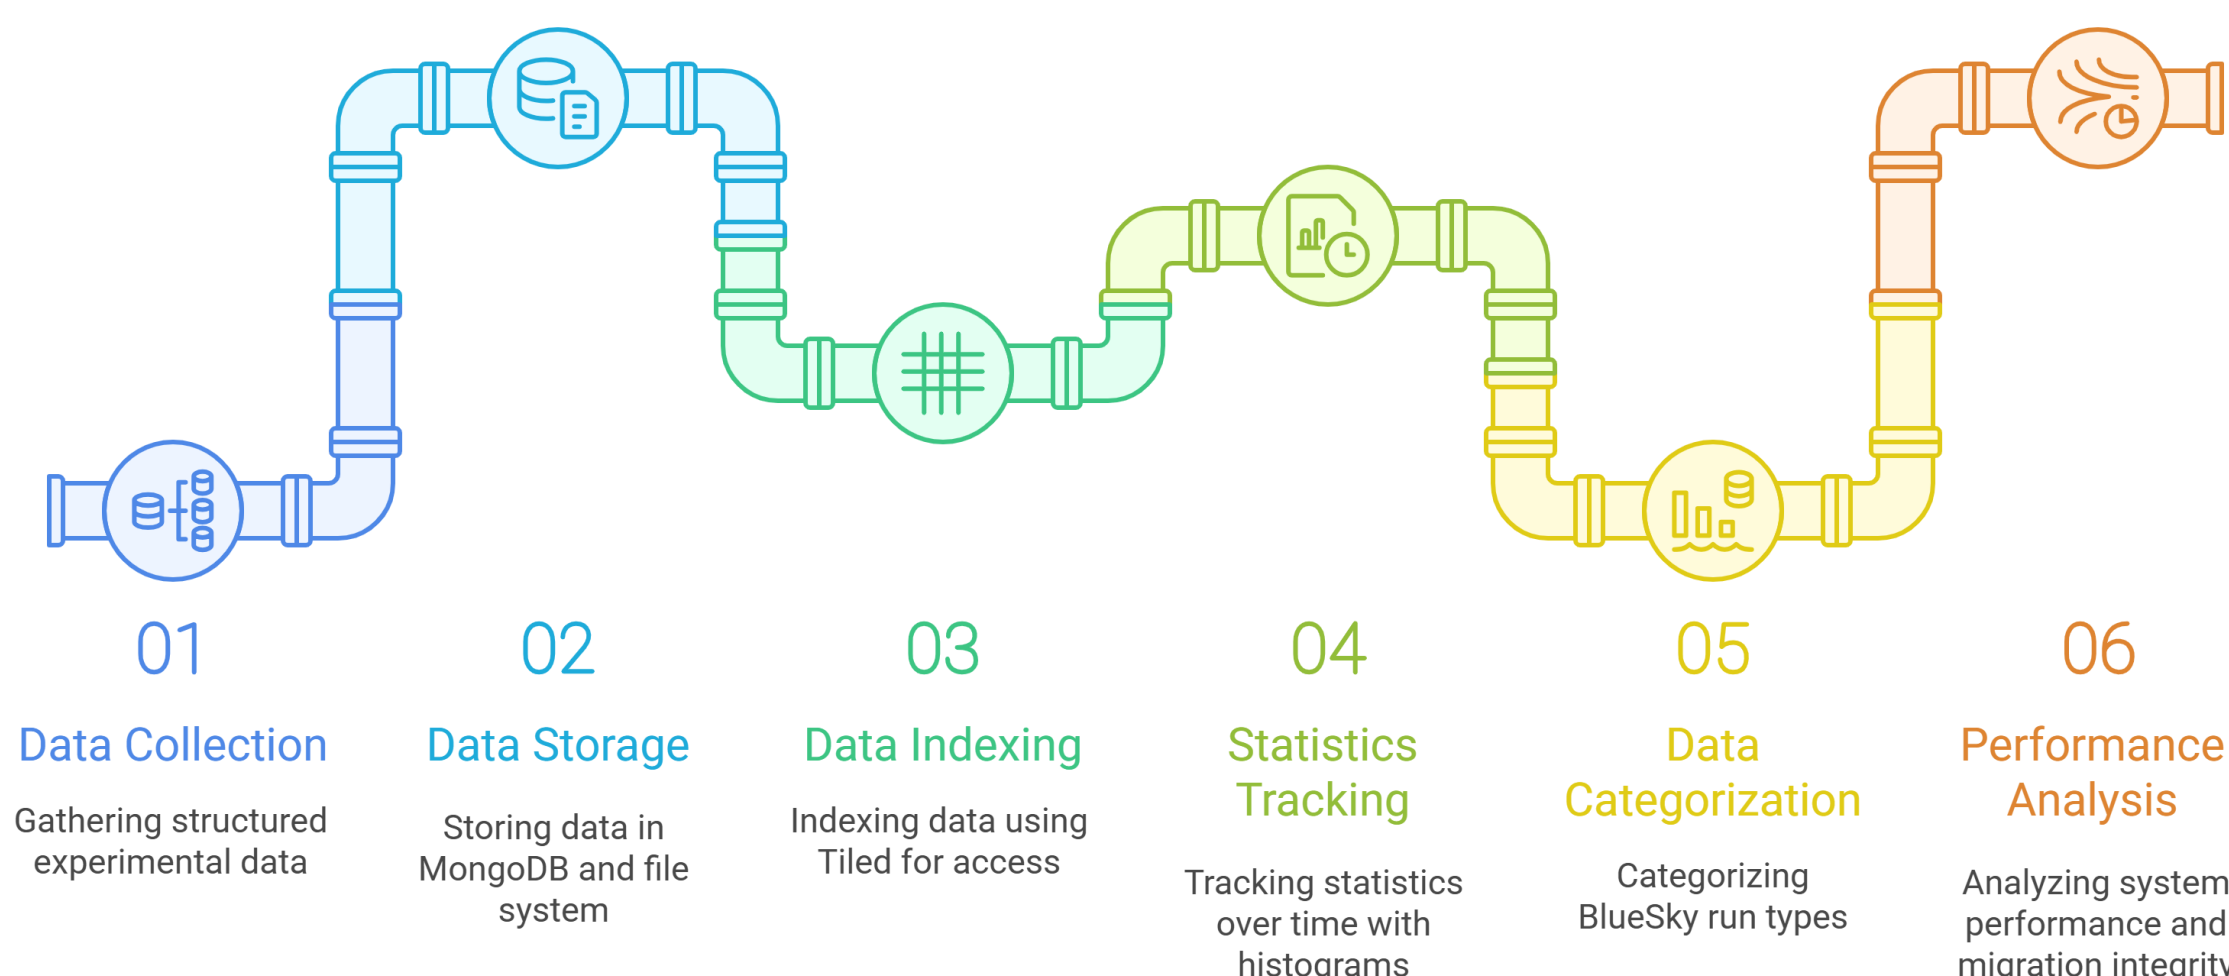 01
Data Collection
Gathering structured
experimental data
02
Data Storage
Storing data in
MongoDB and file
system
03
Data Indexing
Indexing data using
Tiled for access
04
Statistics
Tracking
Tracking statistics
over time with
histograms
05
Data
Categorization
Categorizing
BlueSky run types
06
Performance
Analysis
Analyzing system
performance and
migration integrity